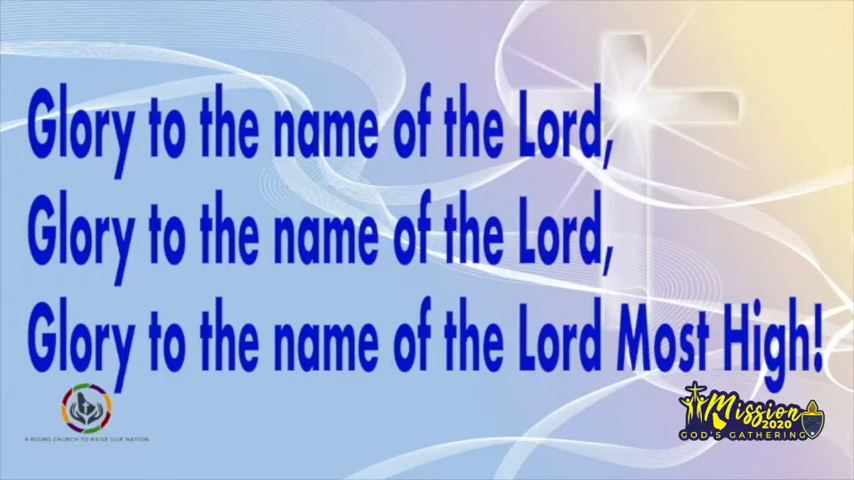 Glory to the name of the Lord,
Glory to the name of the Lord,
Glory to the name of the Lord Most High!
A RISING CHURCH TO RAISE OUR NATION
Mission
2020
GOD'S GATHERING